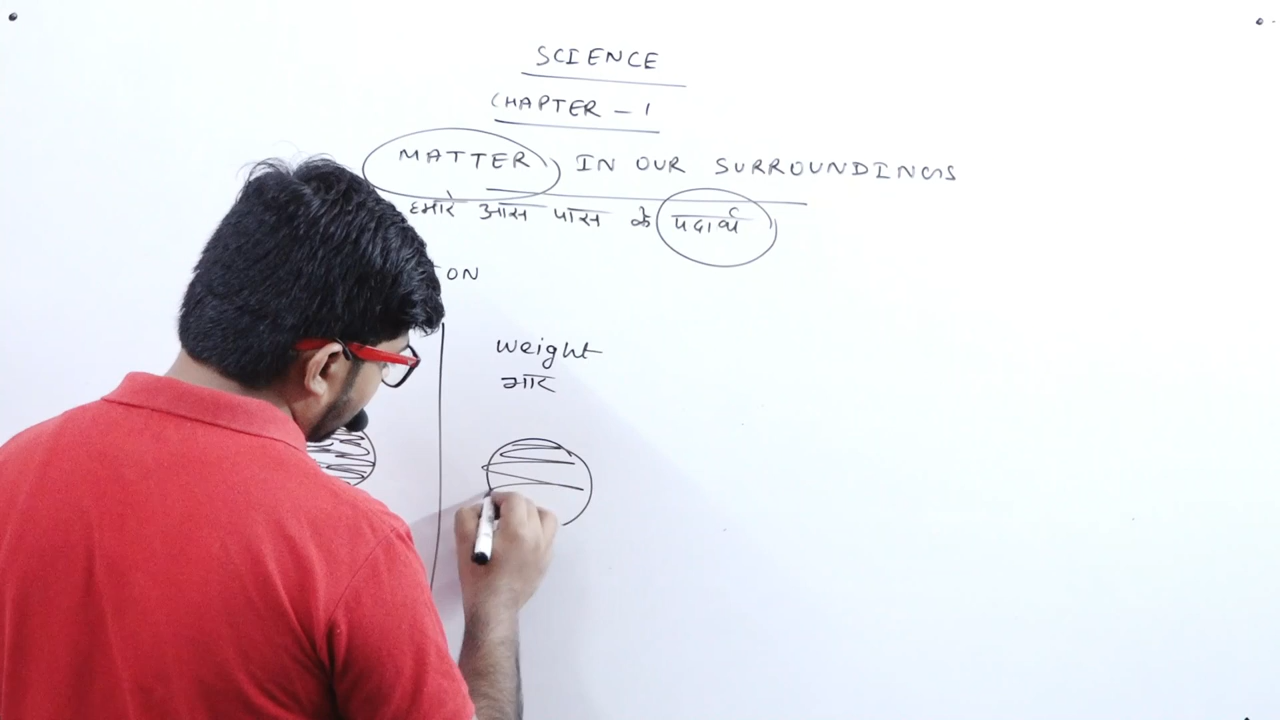 SCIENCE
CHAPTER - 1
MATTER IN OUR SURROUNDINGS
हमारे आस पास के पदार्थ
ON
weight
भार